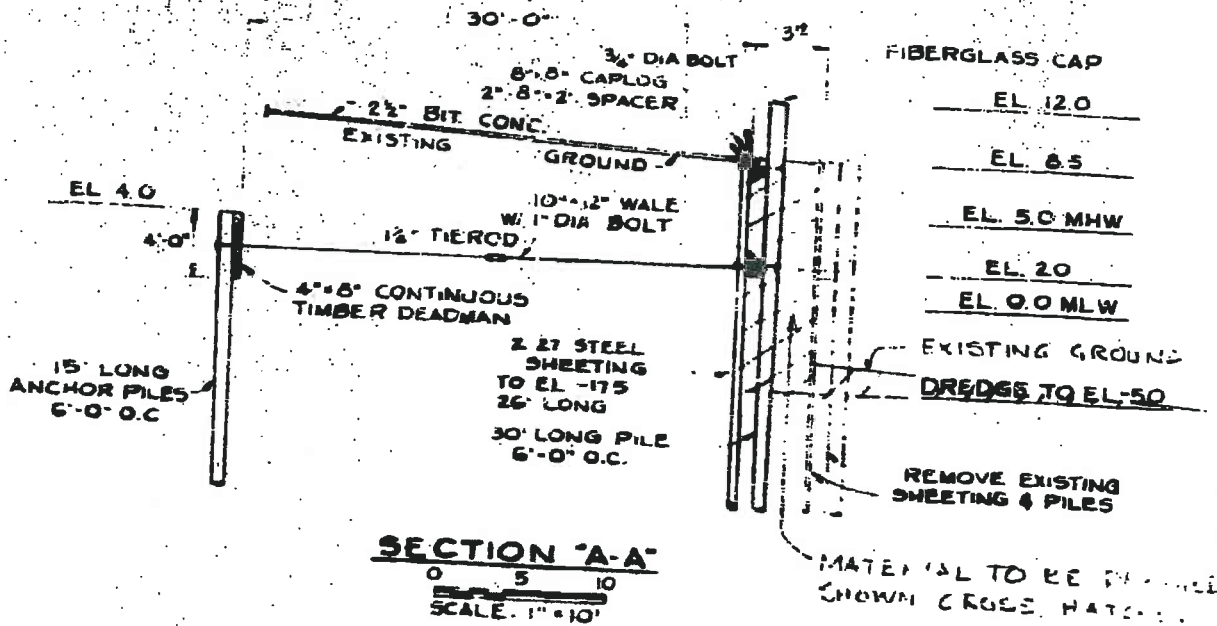 30'-0"
3'2
3/4" DIA BOLT
8"x8" CAPLOG
2"x8"x2' SPACER
FIBERGLASS CAP
EL. 12.0
2 1/2" BIT. CONC.
EXISTING
GROUND
EL. 8.5
EL 4.0
10"x12" WALE
W/ 1" DIA BOLT
EL. 5.0 MHW
4'-0"
TIEROD
EL. 2.0
EL. 0.0 MLW
4"x8" CONTINUOUS
TIMBER DEADMAN
Z 27 STEEL
SHEETING
TO EL -17.5
26' LONG
EXISTING GROUND
DREDGE TO EL-5.0
15' LONG
ANCHOR PILES
6'-0" O.C
30' LONG PILE
6'-0" O.C.
REMOVE EXISTING
SHEETING & PILES
SECTION "A-A"
0 5 10
SCALE: 1" = 10'
MATERIAL TO BE
SHOWN CROSS HATCH